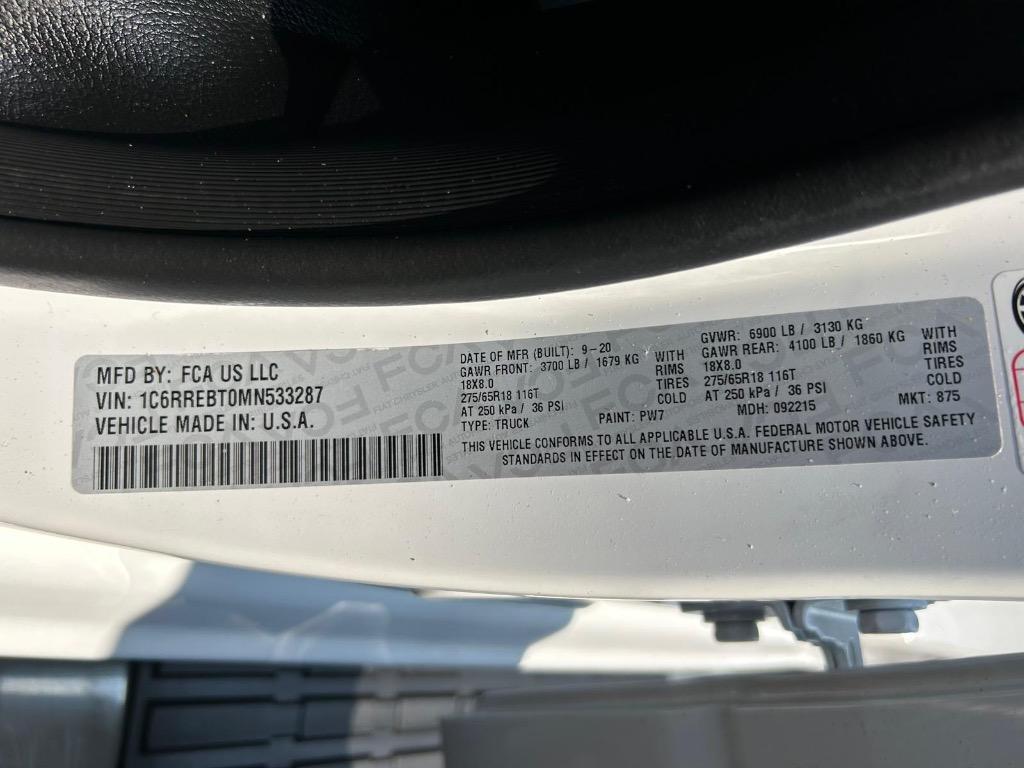 MFD BY: FCA US LLC
VIN: 1C6RREBT0MN533287
VEHICLE MADE IN: U.S.A.
DATE OF MFR (BUILT): 9-20
GAWR FRONT: 3700 LB / 1679 KG WITH
18X8.0 RIMS
275/65R18 116T TIRES
AT 250 kPa / 36 PSI COLD
TYPE: TRUCK PAINT: PW7
GVWR: 6900 LB / 3130 KG
GAWR REAR: 4100 LB / 1860 KG WITH
18X8.0 RIMS
275/65R18 116T TIRES
AT 250 kPa / 36 PSI COLD
MDH: 092215 MKT: 875
THIS VEHICLE CONFORMS TO ALL APPLICABLE U.S.A. FEDERAL MOTOR VEHICLE SAFETY
STANDARDS IN EFFECT ON THE DATE OF MANUFACTURE SHOWN ABOVE.